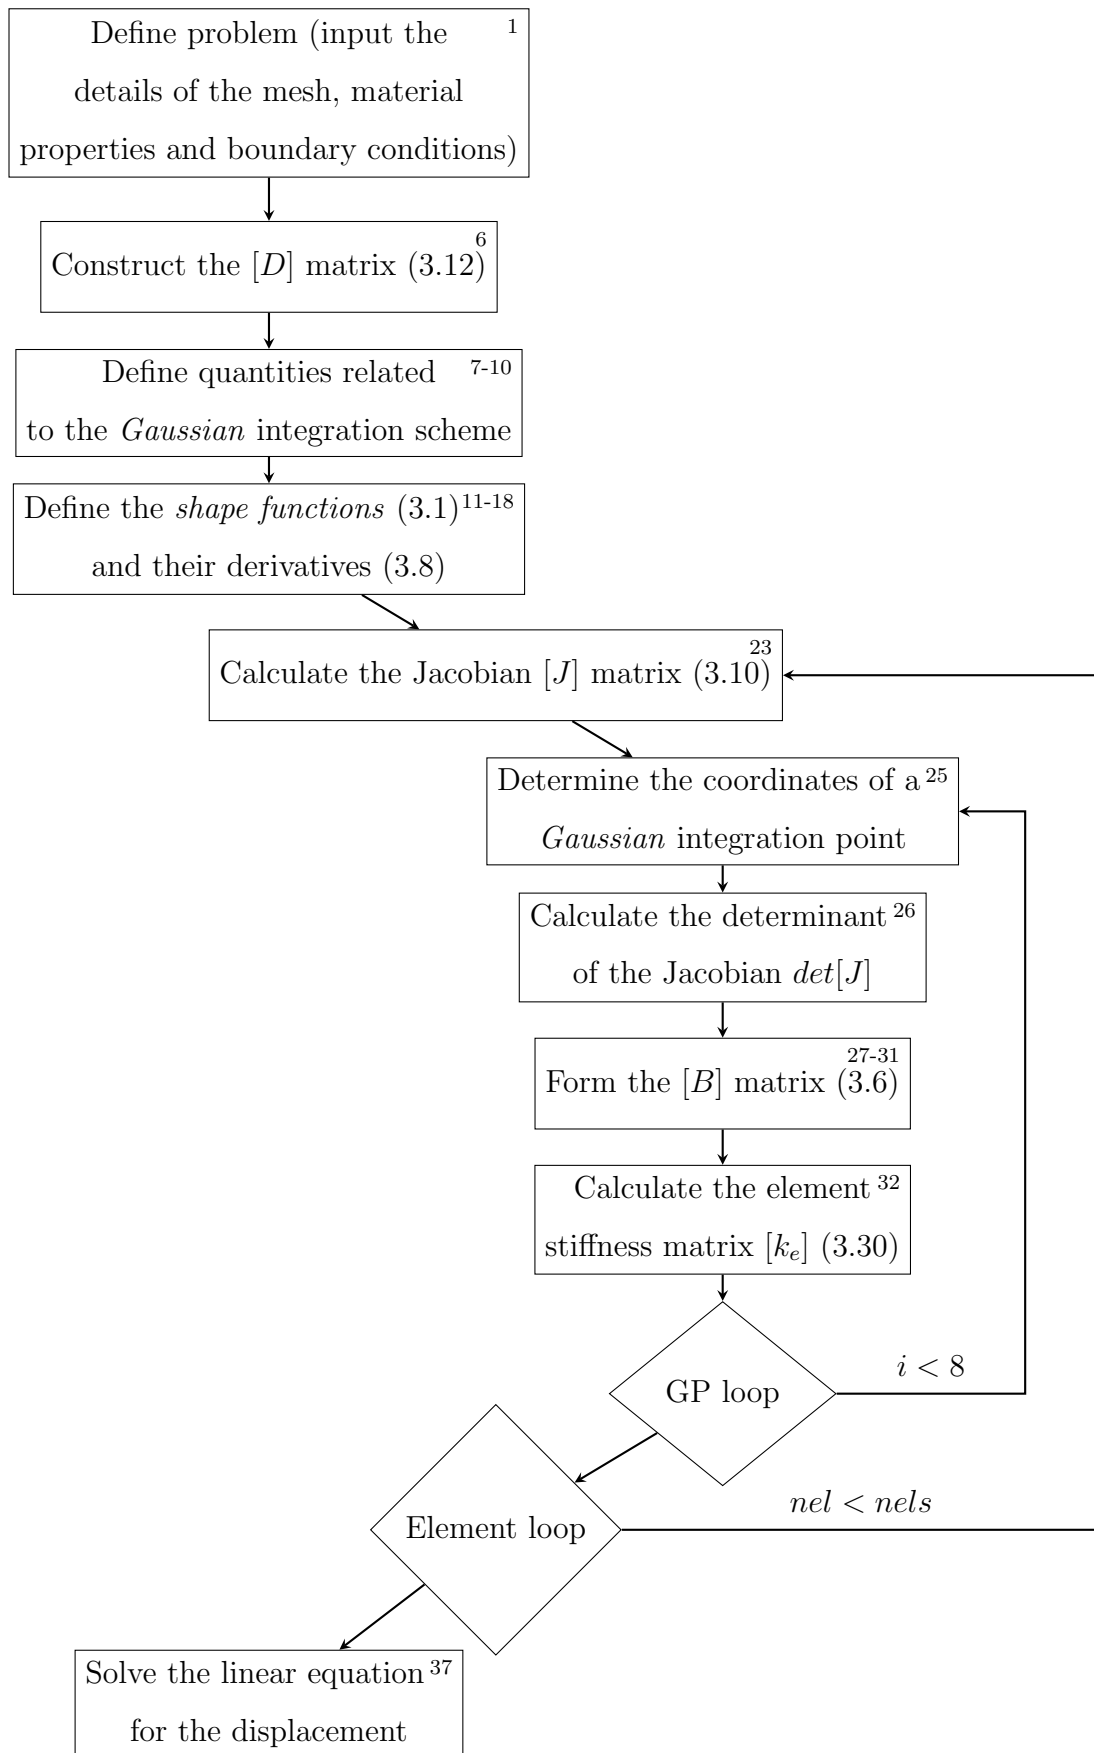 Define problem (input the 1
details of the mesh, material
properties and boundary conditions)
6
Construct the [D] matrix (3.12)
Define quantities related 7-10
to the Gaussian integration scheme
Define the shape functions (3.1) 11-18
and their derivatives (3.8)
23
Calculate the Jacobian [J] matrix (3.10)
Determine the coordinates of a 25
Gaussian integration point
Calculate the determinant 26
of the Jacobian det[J]
27-31
Form the [B] matrix (3.6)
Calculate the element 32
stiffness matrix [k_e] (3.30)
i < 8
GP loop
nel < nels
Element loop
Solve the linear equation 37
for the displacement